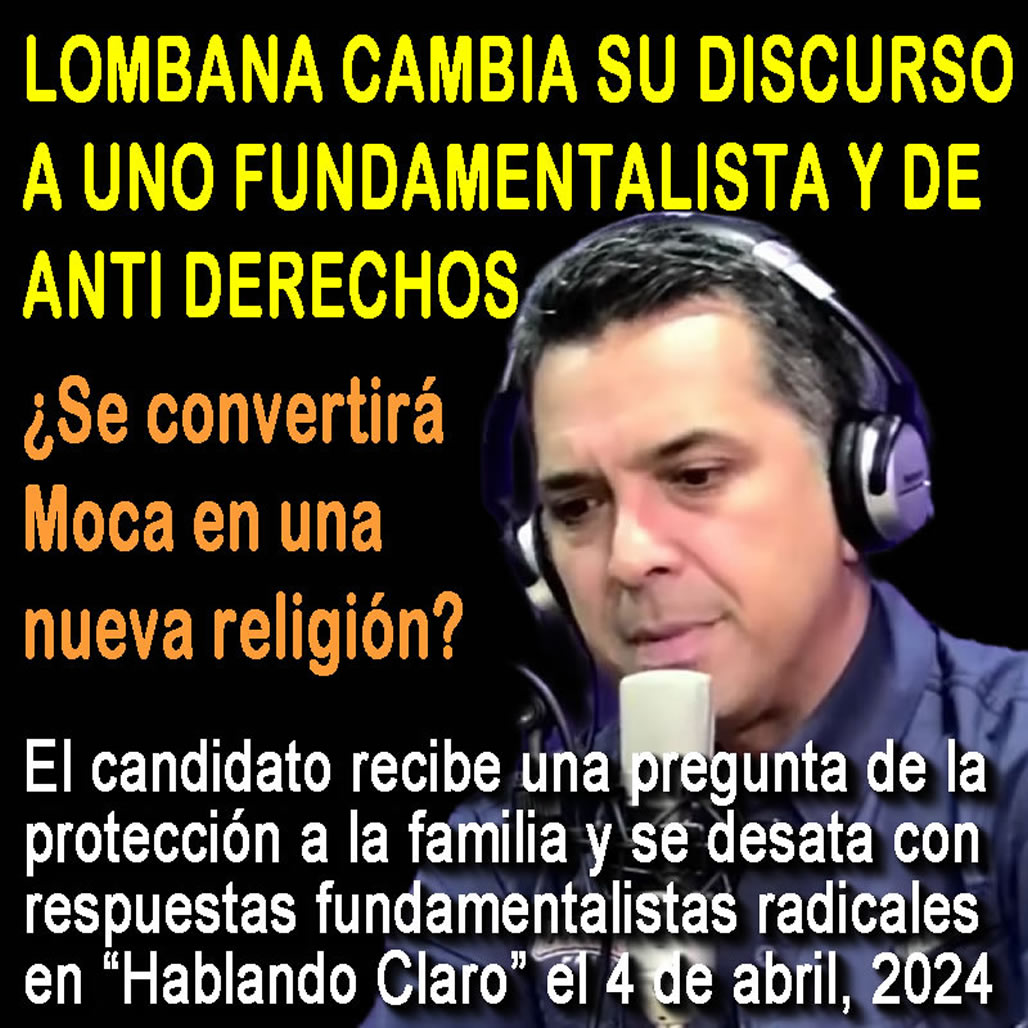 LOMBANA CAMBIA SU DISCURSO
A UNO FUNDAMENTALISTA Y DE
ANTI DERECHOS
¿Se convertirá
Moca en una
nueva religión?
El candidato recibe una pregunta de la
protección a la familia y se desata con
respuestas fundamentalistas radicales
en “Hablando Claro” el 4 de abril, 2024